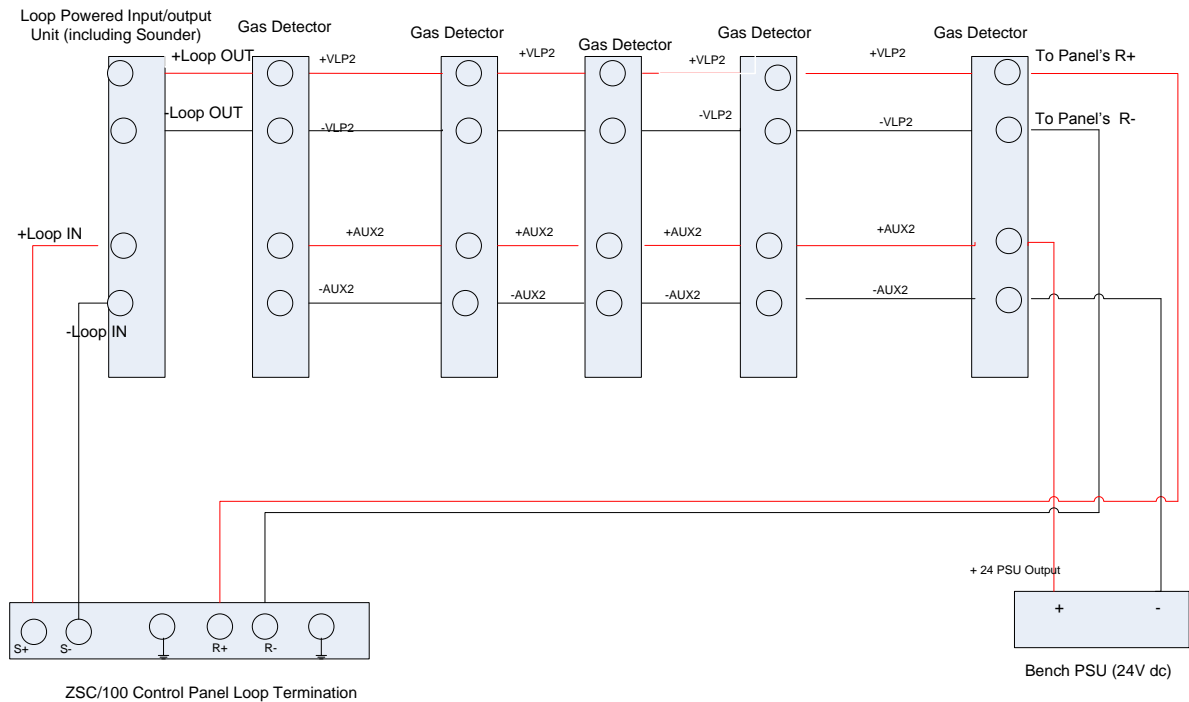 Loop Powered Input/output
Unit (including Sounder)
Gas Detector
Gas Detector
Gas Detector
Gas Detector
Gas Detector
+Loop OUT
+VLP2
+VLP2
+VLP2
+VLP2
To Panel's R+
-Loop OUT
-VLP2
-VLP2
-VLP2
To Panel's  R-
+Loop IN
+AUX2
+AUX2
+AUX2
+AUX2
-AUX2
-AUX2
-AUX2
-AUX2
-Loop IN
+ 24 PSU Output
+
-
S+
S-
R+
R-
Bench PSU (24V dc)
ZSC/100 Control Panel Loop Termination